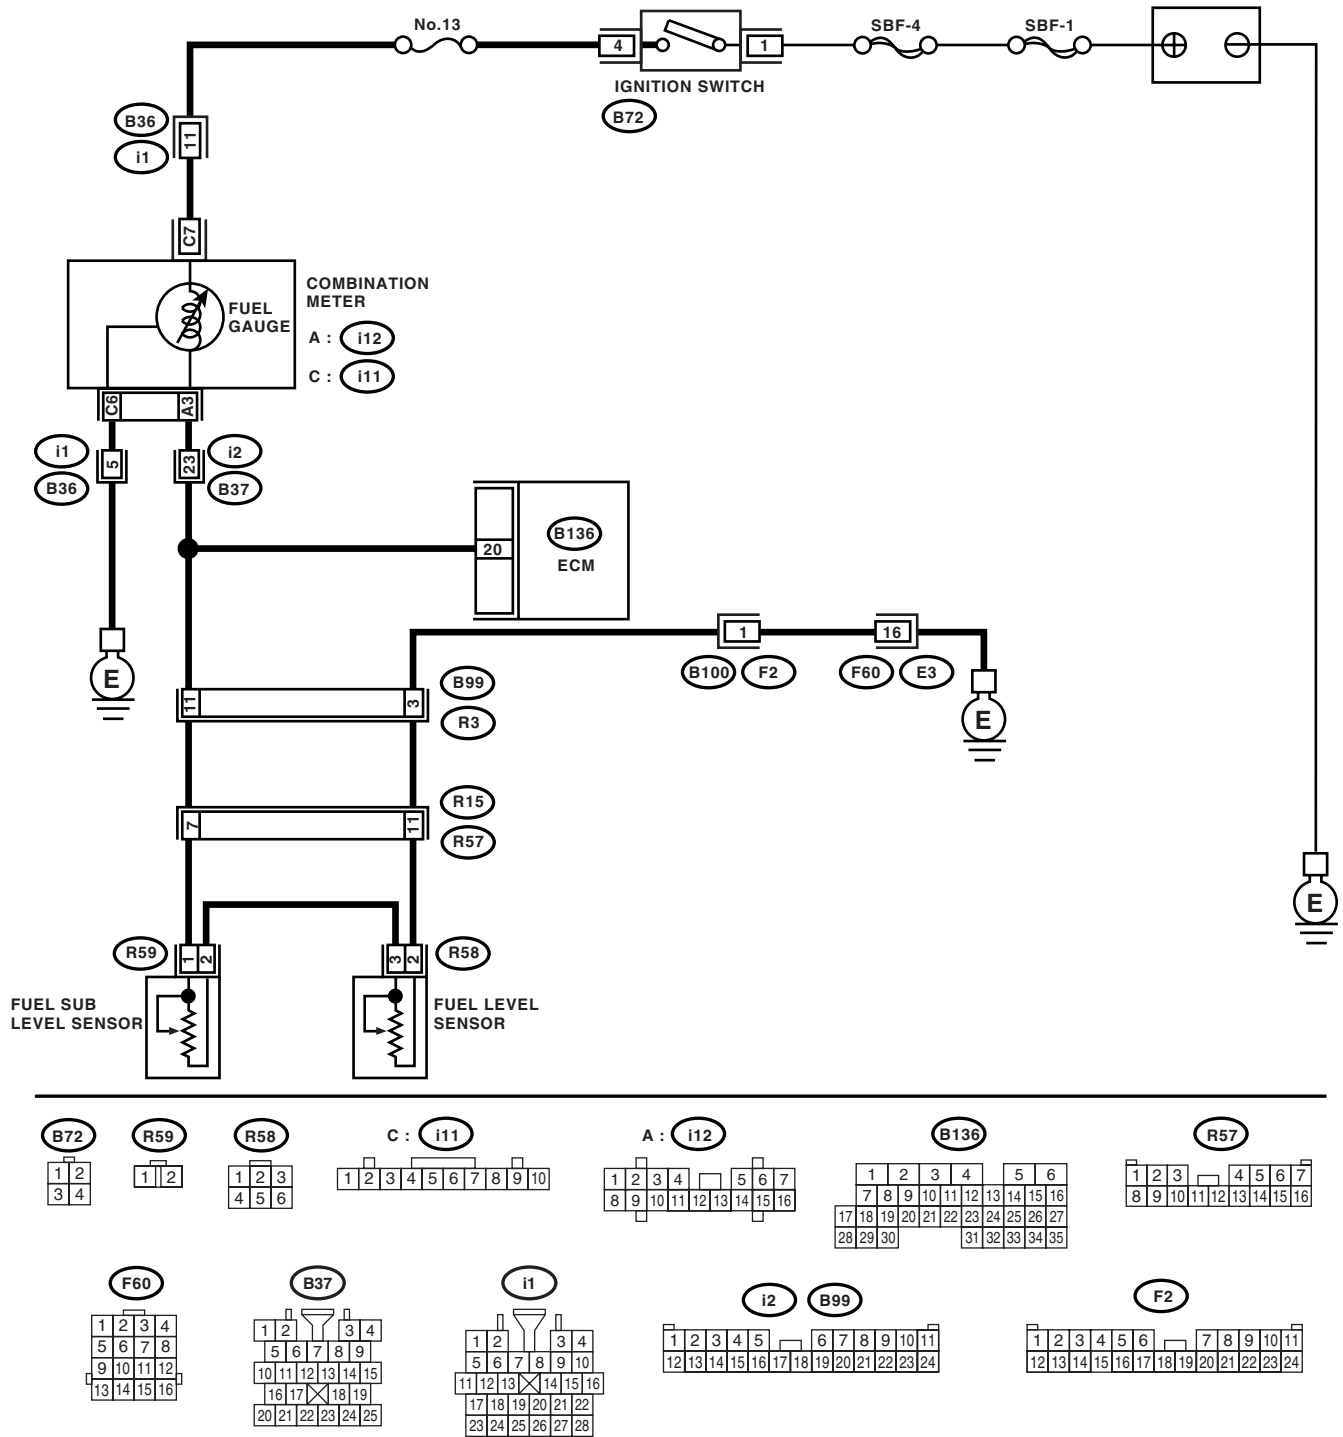 No.13
SBF-4
SBF-1
4
1
IGNITION SWITCH
B72
B36
i1
11
C7
FUEL
GAUGE
COMBINATION
METER
A : i12
C : i11
C6
A3
i1
B36
5
23
i2
B37
20
B136
ECM
1
16
B100
F2
F60
E3
E
E
11
3
B99
R3
7
11
R15
R57
E
R59
1
2
3
2
R58
FUEL SUB
LEVEL SENSOR
FUEL LEVEL
SENSOR
B72
1 2
3 4
R59
1 2
R58
1 2 3
4 5 6
C : i11
1 2 3 4 5 6 7 8 9 10
A : i12
1 2 3 4 5 6 7
8 9 10 11 12 13 14 15 16
B136
1 2 3 4 5 6
7 8 9 10 11 12 13 14 15 16
17 18 19 20 21 22 23 24 25 26 27
28 29 30 31 32 33 34 35
R57
1 2 3 4 5 6 7
8 9 10 11 12 13 14 15 16
F60
1 2 3 4
5 6 7 8
9 10 11 12
13 14 15 16
B37
1 2 3 4
5 6 7 8 9
10 11 12 13 14 15
16 17 18 19
20 21 22 23 24 25
i1
1 2 3 4
5 6 7 8 9 10
11 12 13 14 15 16
17 18 19 20 21 22
23 24 25 26 27 28
i2 B99
1 2 3 4 5 6 7 8 9 10 11
12 13 14 15 16 17 18 19 20 21 22 23 24
F2
1 2 3 4 5 6 7 8 9 10 11
12 13 14 15 16 17 18 19 20 21 22 23 24